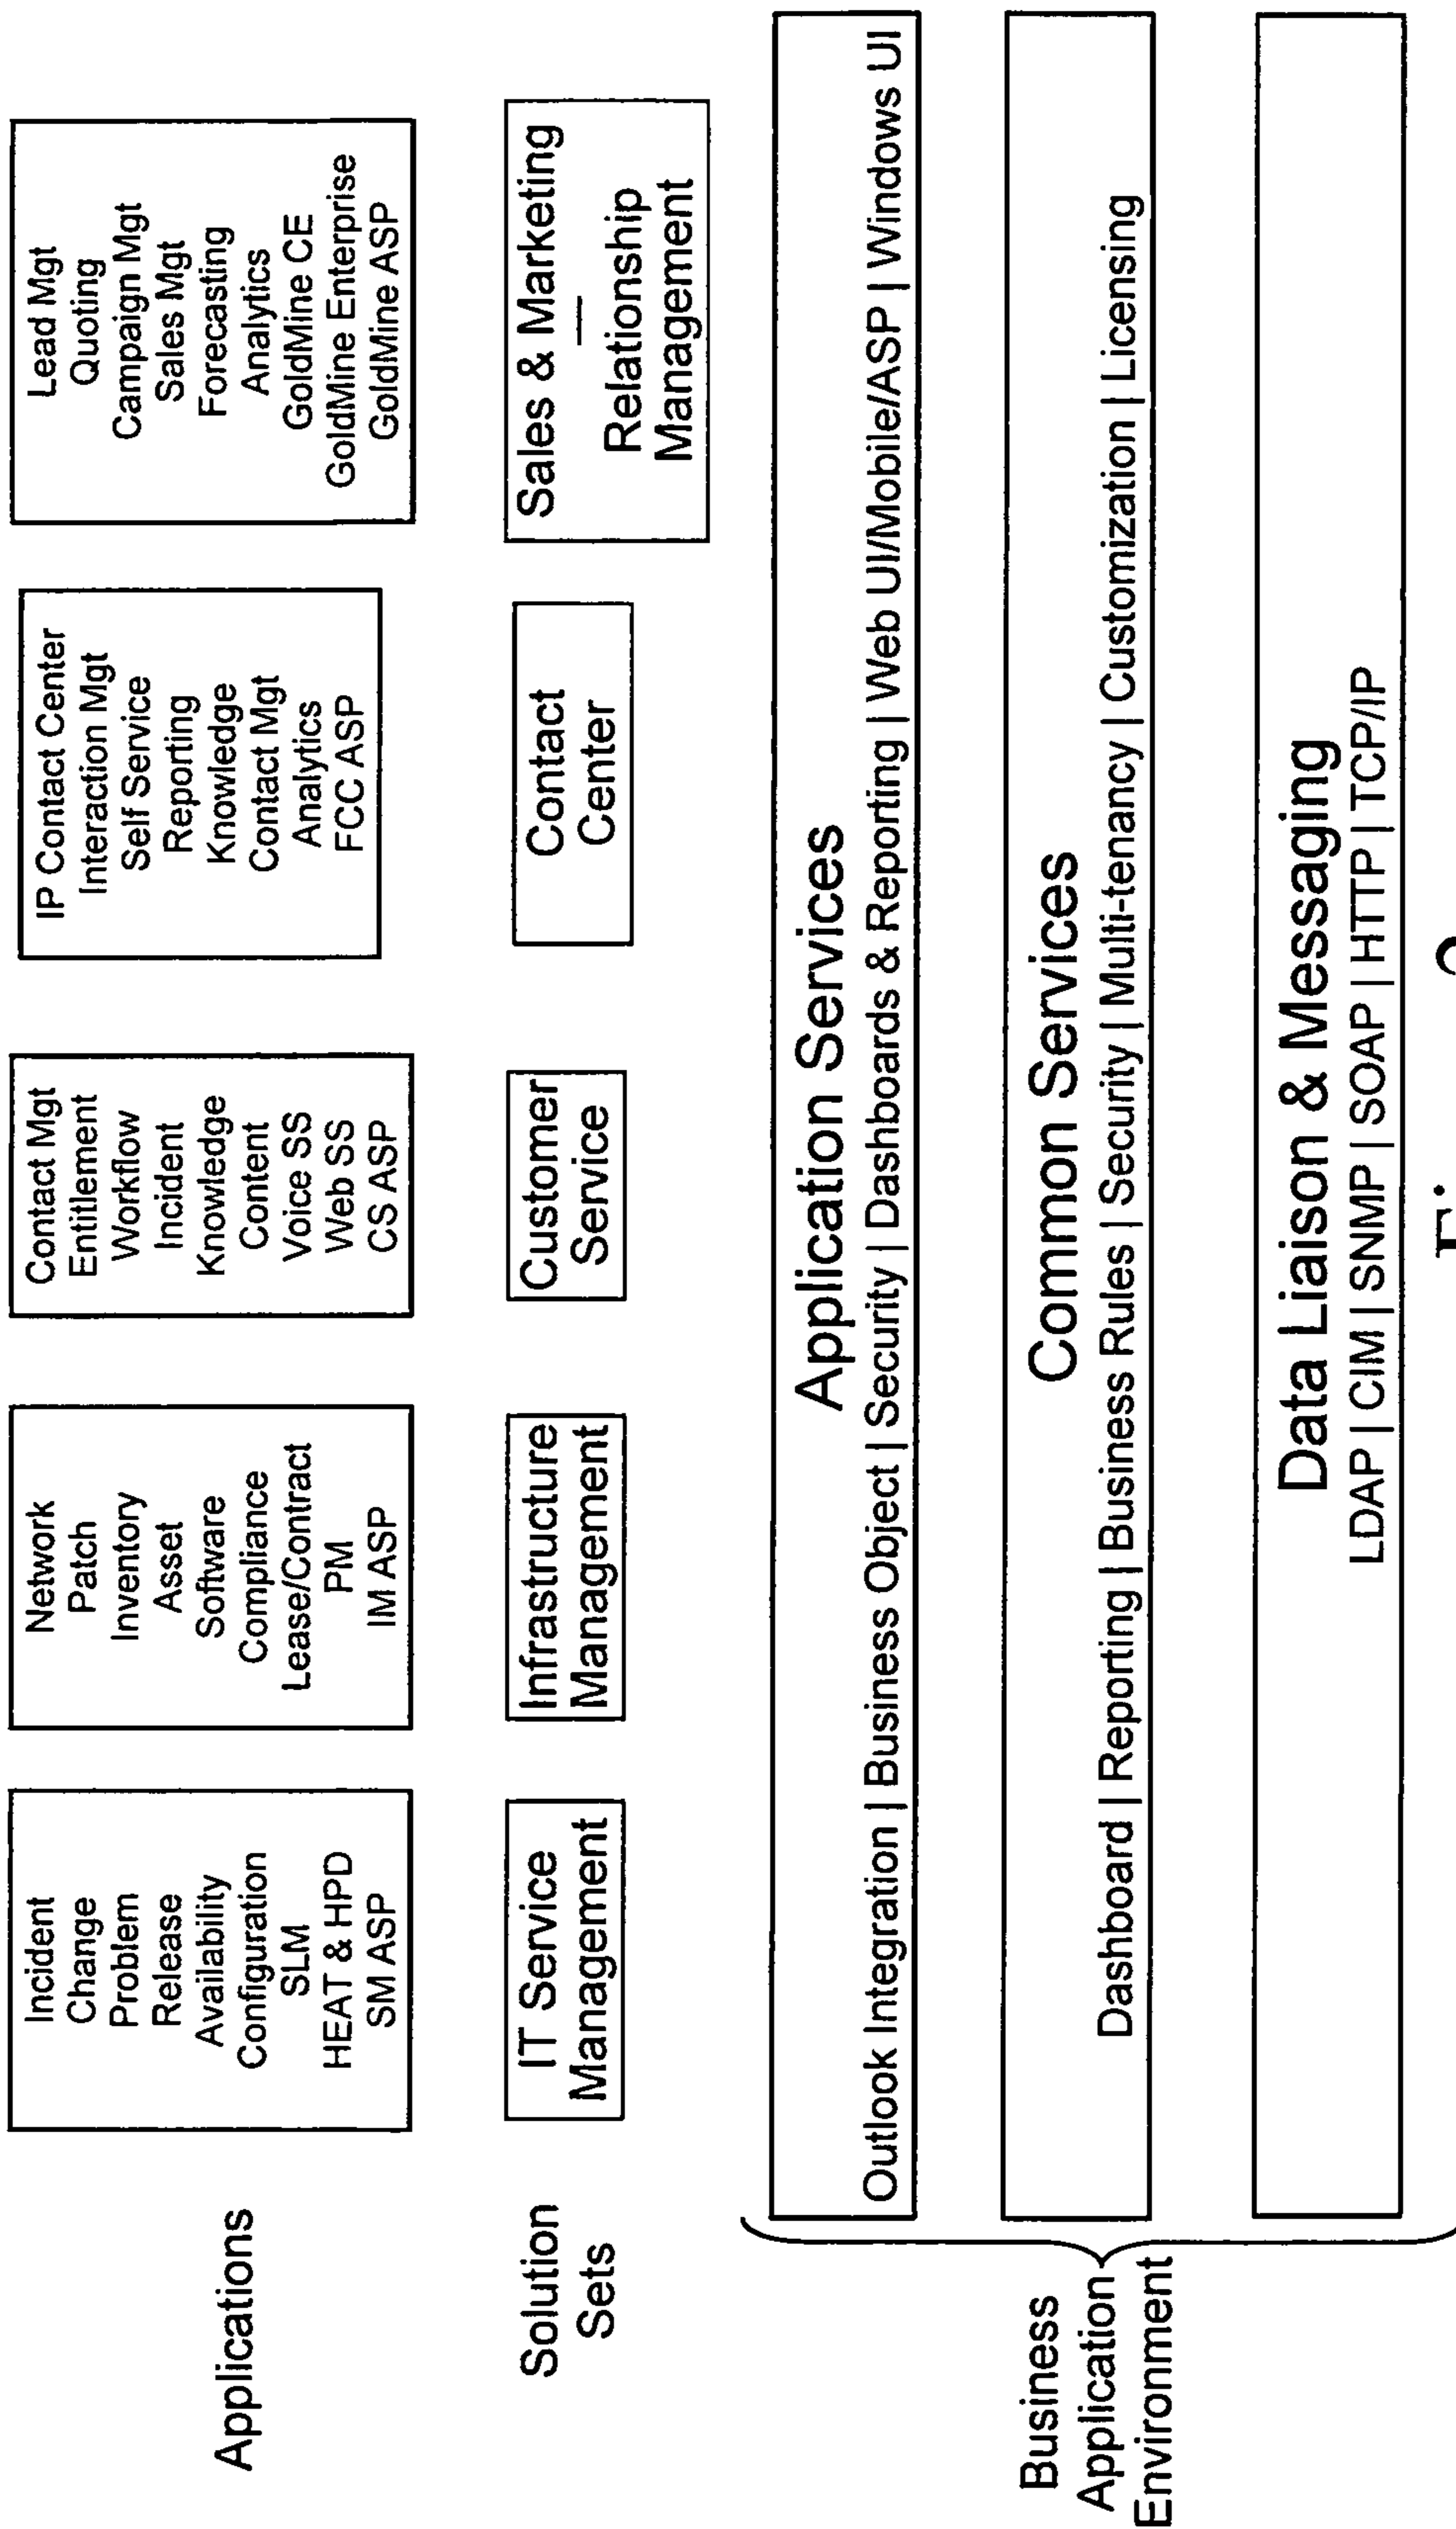 Applications
Incident
Change
Problem
Release
Availability
Configuration
SLM
HEAT & HPD
SM ASP
Network
Patch
Inventory
Asset
Software
Compliance
Lease/Contract
PM
IM ASP
Contact Mgt
Entitlement
Workflow
Incident
Knowledge
Content
Voice SS
Web SS
CS ASP
IP Contact Center
Interaction Mgt
Self Service
Reporting
Knowledge
Contact Mgt
Analytics
FCC ASP
Lead Mgt
Quoting
Campaign Mgt
Sales Mgt
Forecasting
Analytics
GoldMine CE
GoldMine Enterprise
GoldMine ASP
Solution
Sets
IT Service
Management
Infrastructure
Management
Customer
Service
Contact
Center
Sales & Marketing
–
Relationship
Management
Business
Application
Environment
Application Services
Outlook Integration | Business Object | Security | Dashboards & Reporting | Web UI/Mobile/ASP | Windows UI
Common Services
Dashboard | Reporting | Business Rules | Security | Multi-tenancy | Customization | Licensing
Data Liaison & Messaging
LDAP | CIM | SNMP | SOAP | HTTP | TCP/IP